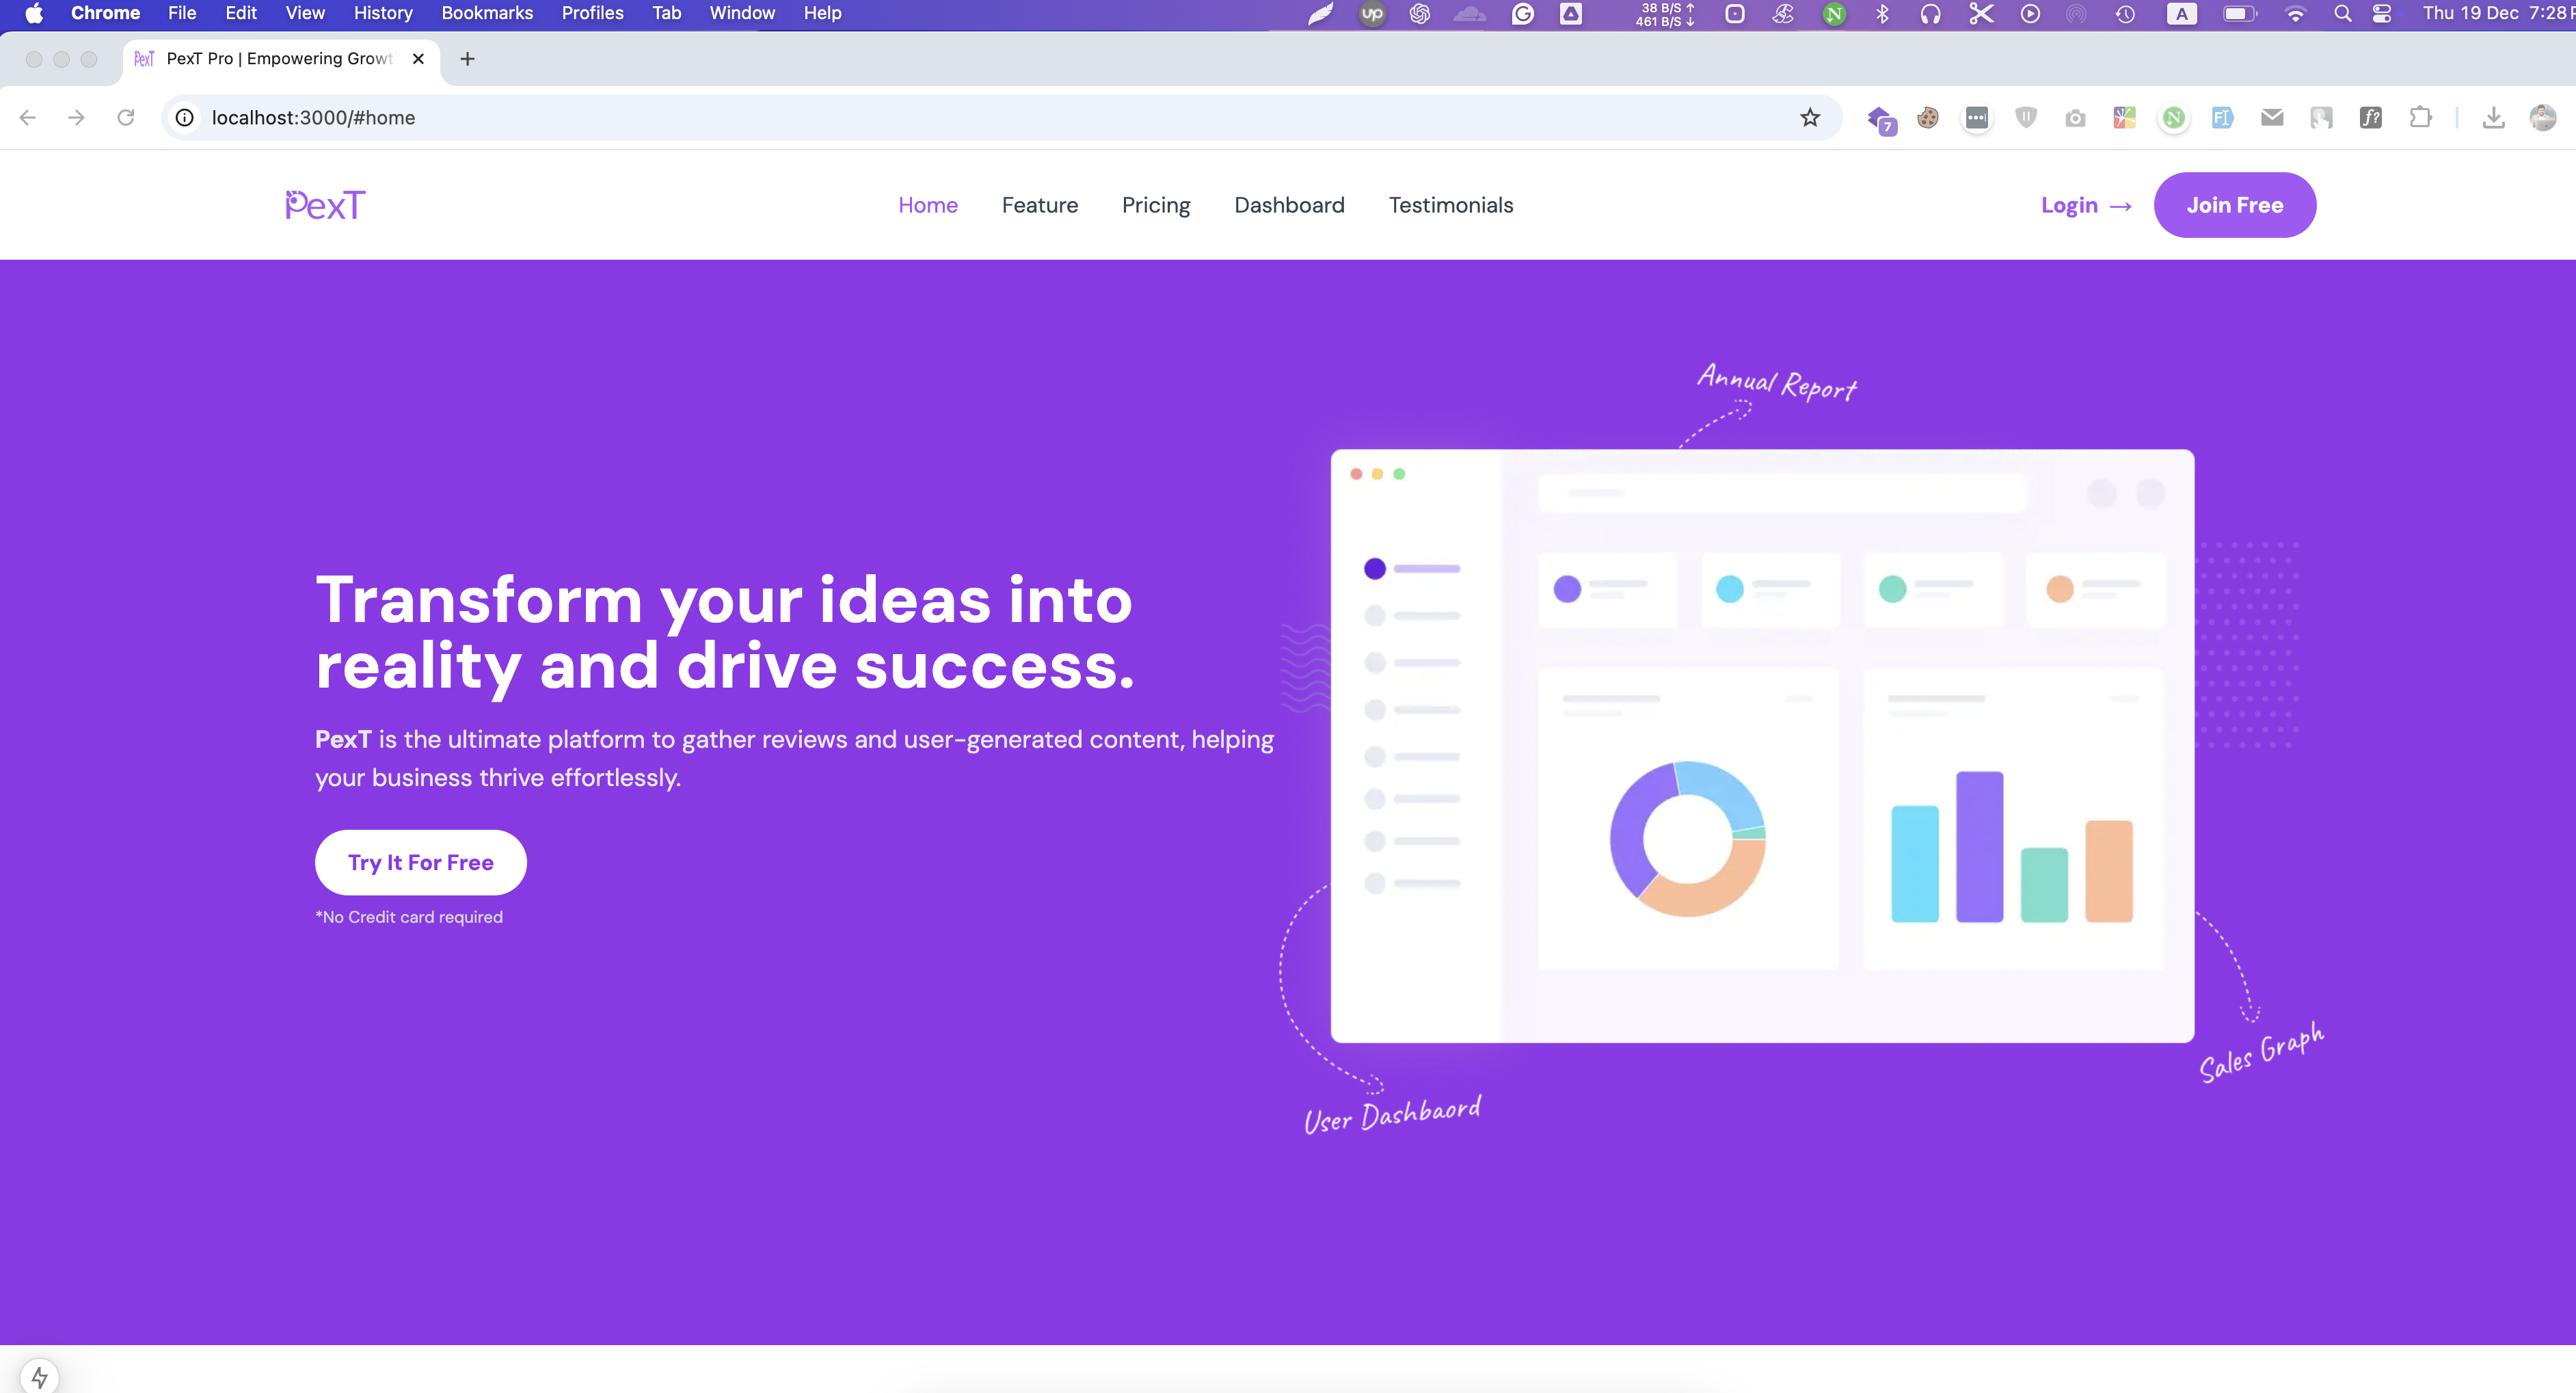 Chrome File Edit View History Bookmarks Profiles Tab Window Help
up
38 B/S ↑
461 B/S ↓
N
A
Thu 19 Dec 7:28
PexT PexT Pro | Empowering Growt
localhost:3000/#home
7
N
f?
PexT
Home Feature Pricing Dashboard Testimonials
Login → Join Free
Annual Report
Transform your ideas into
reality and drive success.
PexT is the ultimate platform to gather reviews and user-generated content, helping
your business thrive effortlessly.
Try It For Free
*No Credit card required
Sales Graph
User Dashbaord